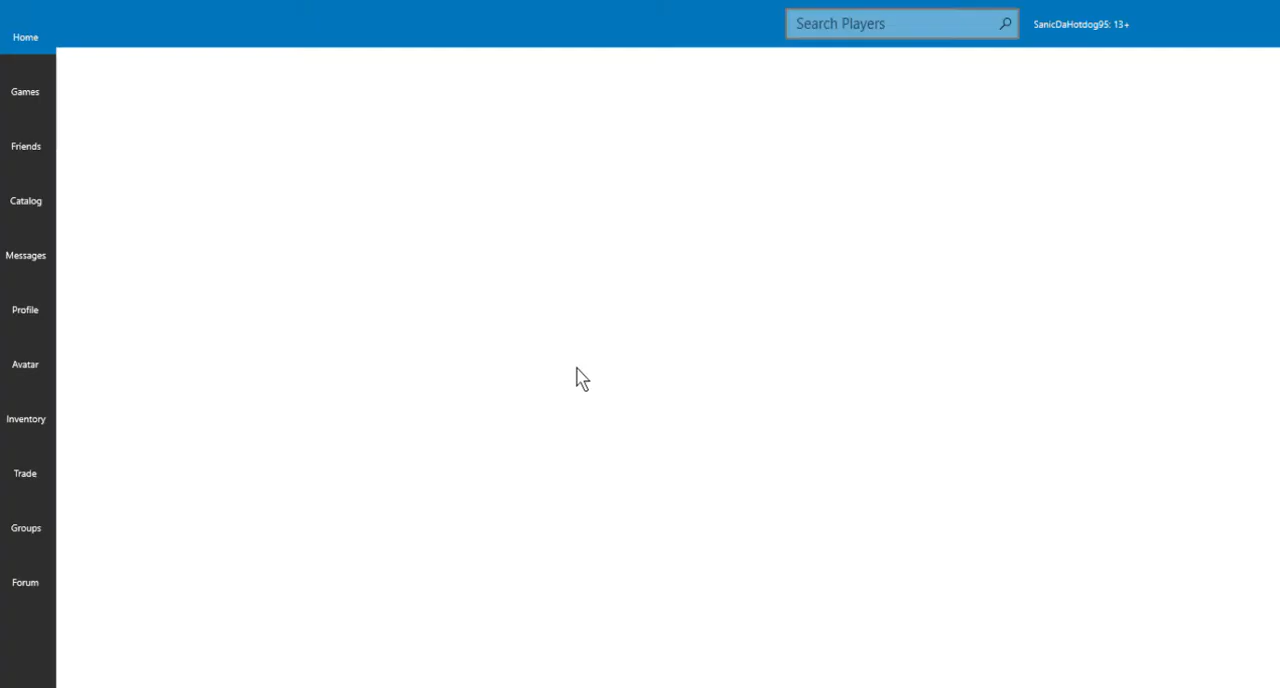 Search Players
SanicDaHotdog95: 13+
Home
Games
Friends
Catalog
Messages
Profile
Avatar
Inventory
Trade
Groups
Forum